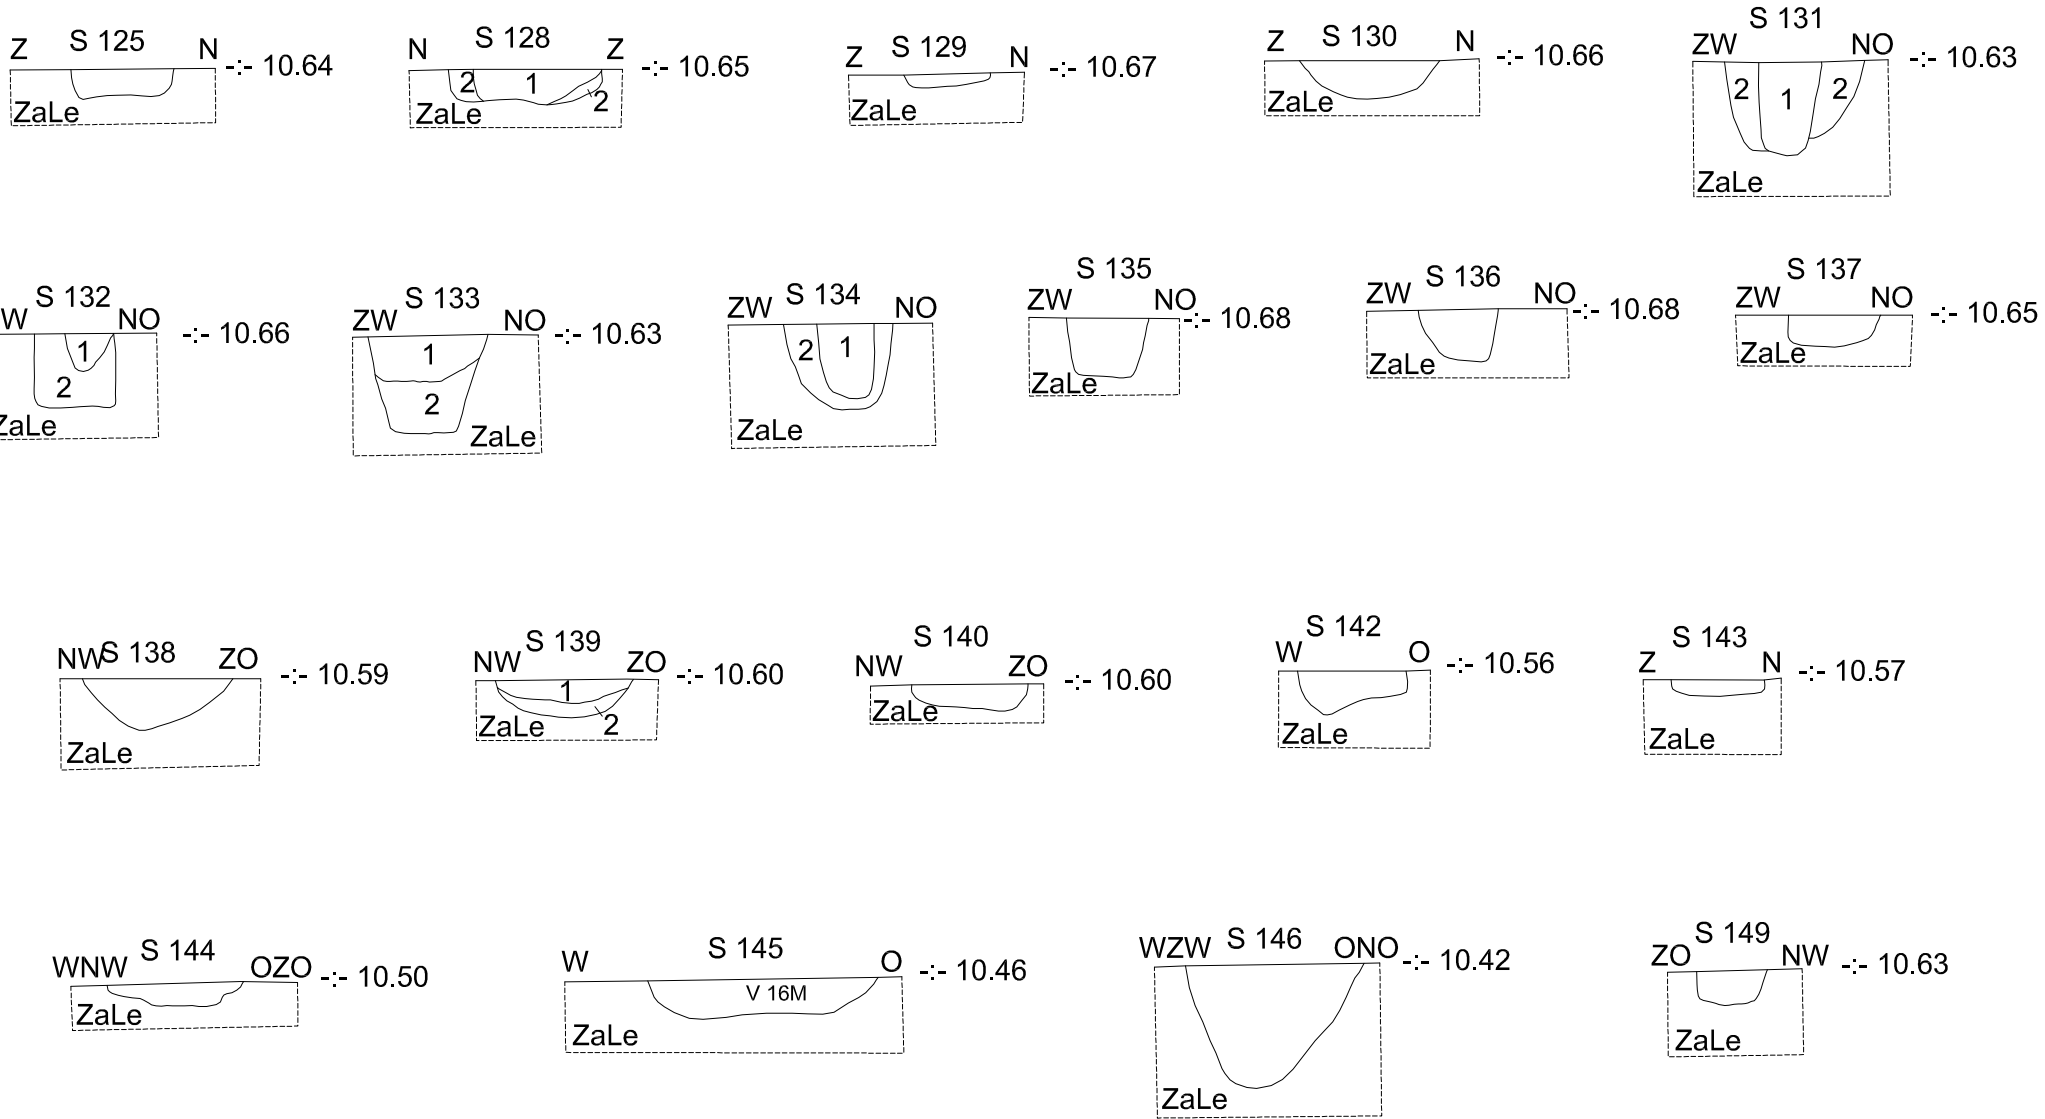 S 125
Z N -:- 10.64
ZaLe
S 128
N Z -:- 10.65
2 1 2
ZaLe
S 129
Z N -:- 10.67
ZaLe
S 130
Z N -:- 10.66
ZaLe
S 131
ZW NO -:- 10.63
2 1 2
ZaLe
S 132
W NO -:- 10.66
1
2
ZaLe
S 133
ZW NO -:- 10.63
1
2
ZaLe
S 134
ZW NO
2 1
ZaLe
S 135
ZW NO -:- 10.68
ZaLe
S 136
ZW NO -:- 10.68
ZaLe
S 137
ZW NO -:- 10.65
ZaLe
S 138
NW ZO -:- 10.59
ZaLe
S 139
NW ZO -:- 10.60
1
ZaLe 2
S 140
NW ZO -:- 10.60
ZaLe
S 142
W O -:- 10.56
ZaLe
S 143
Z N -:- 10.57
ZaLe
S 144
WNW OZO -:- 10.50
ZaLe
S 145
W O -:- 10.46
V 16M
ZaLe
S 146
WZW ONO -:- 10.42
ZaLe
S 149
ZO NW -:- 10.63
ZaLe